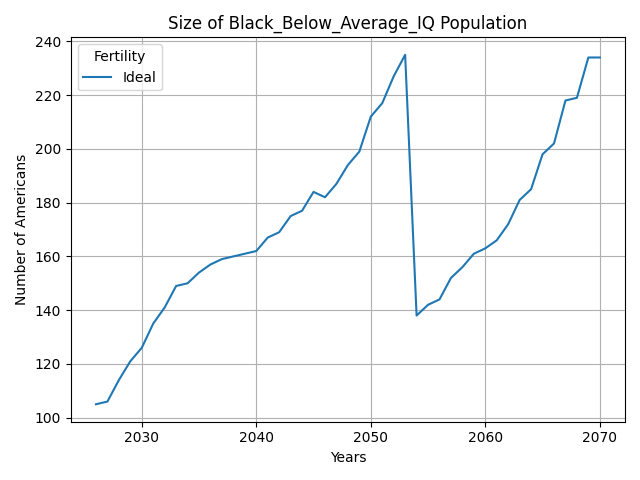 Size of Black_Below_Average_IQ Population
Number of Americans
240
220
200
180
160
140
120
100
Fertility
Ideal
2030
2040
2050
2060
2070
Years